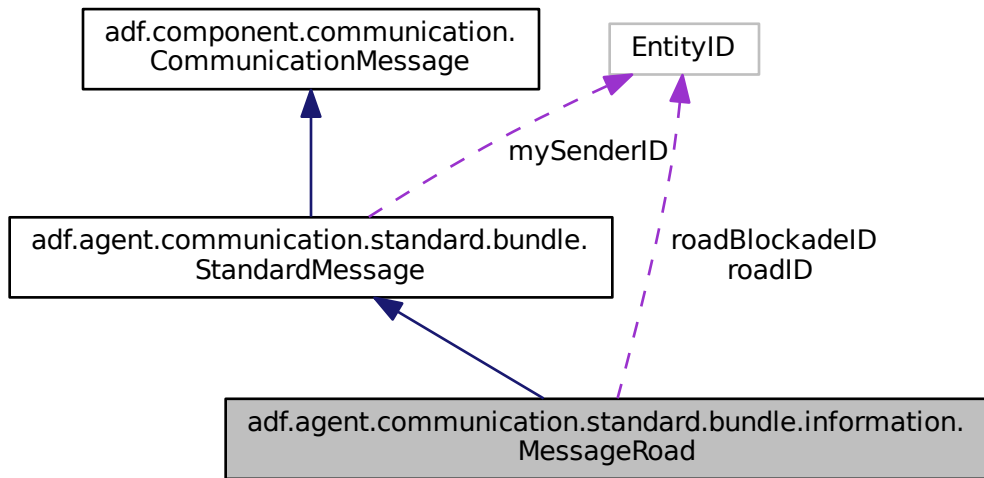 adf.component.communication.
CommunicationMessage
EntityID
mySenderID
adf.agent.communication.standard.bundle.
StandardMessage
roadBlockadeID
roadID
adf.agent.communication.standard.bundle.information.
MessageRoad